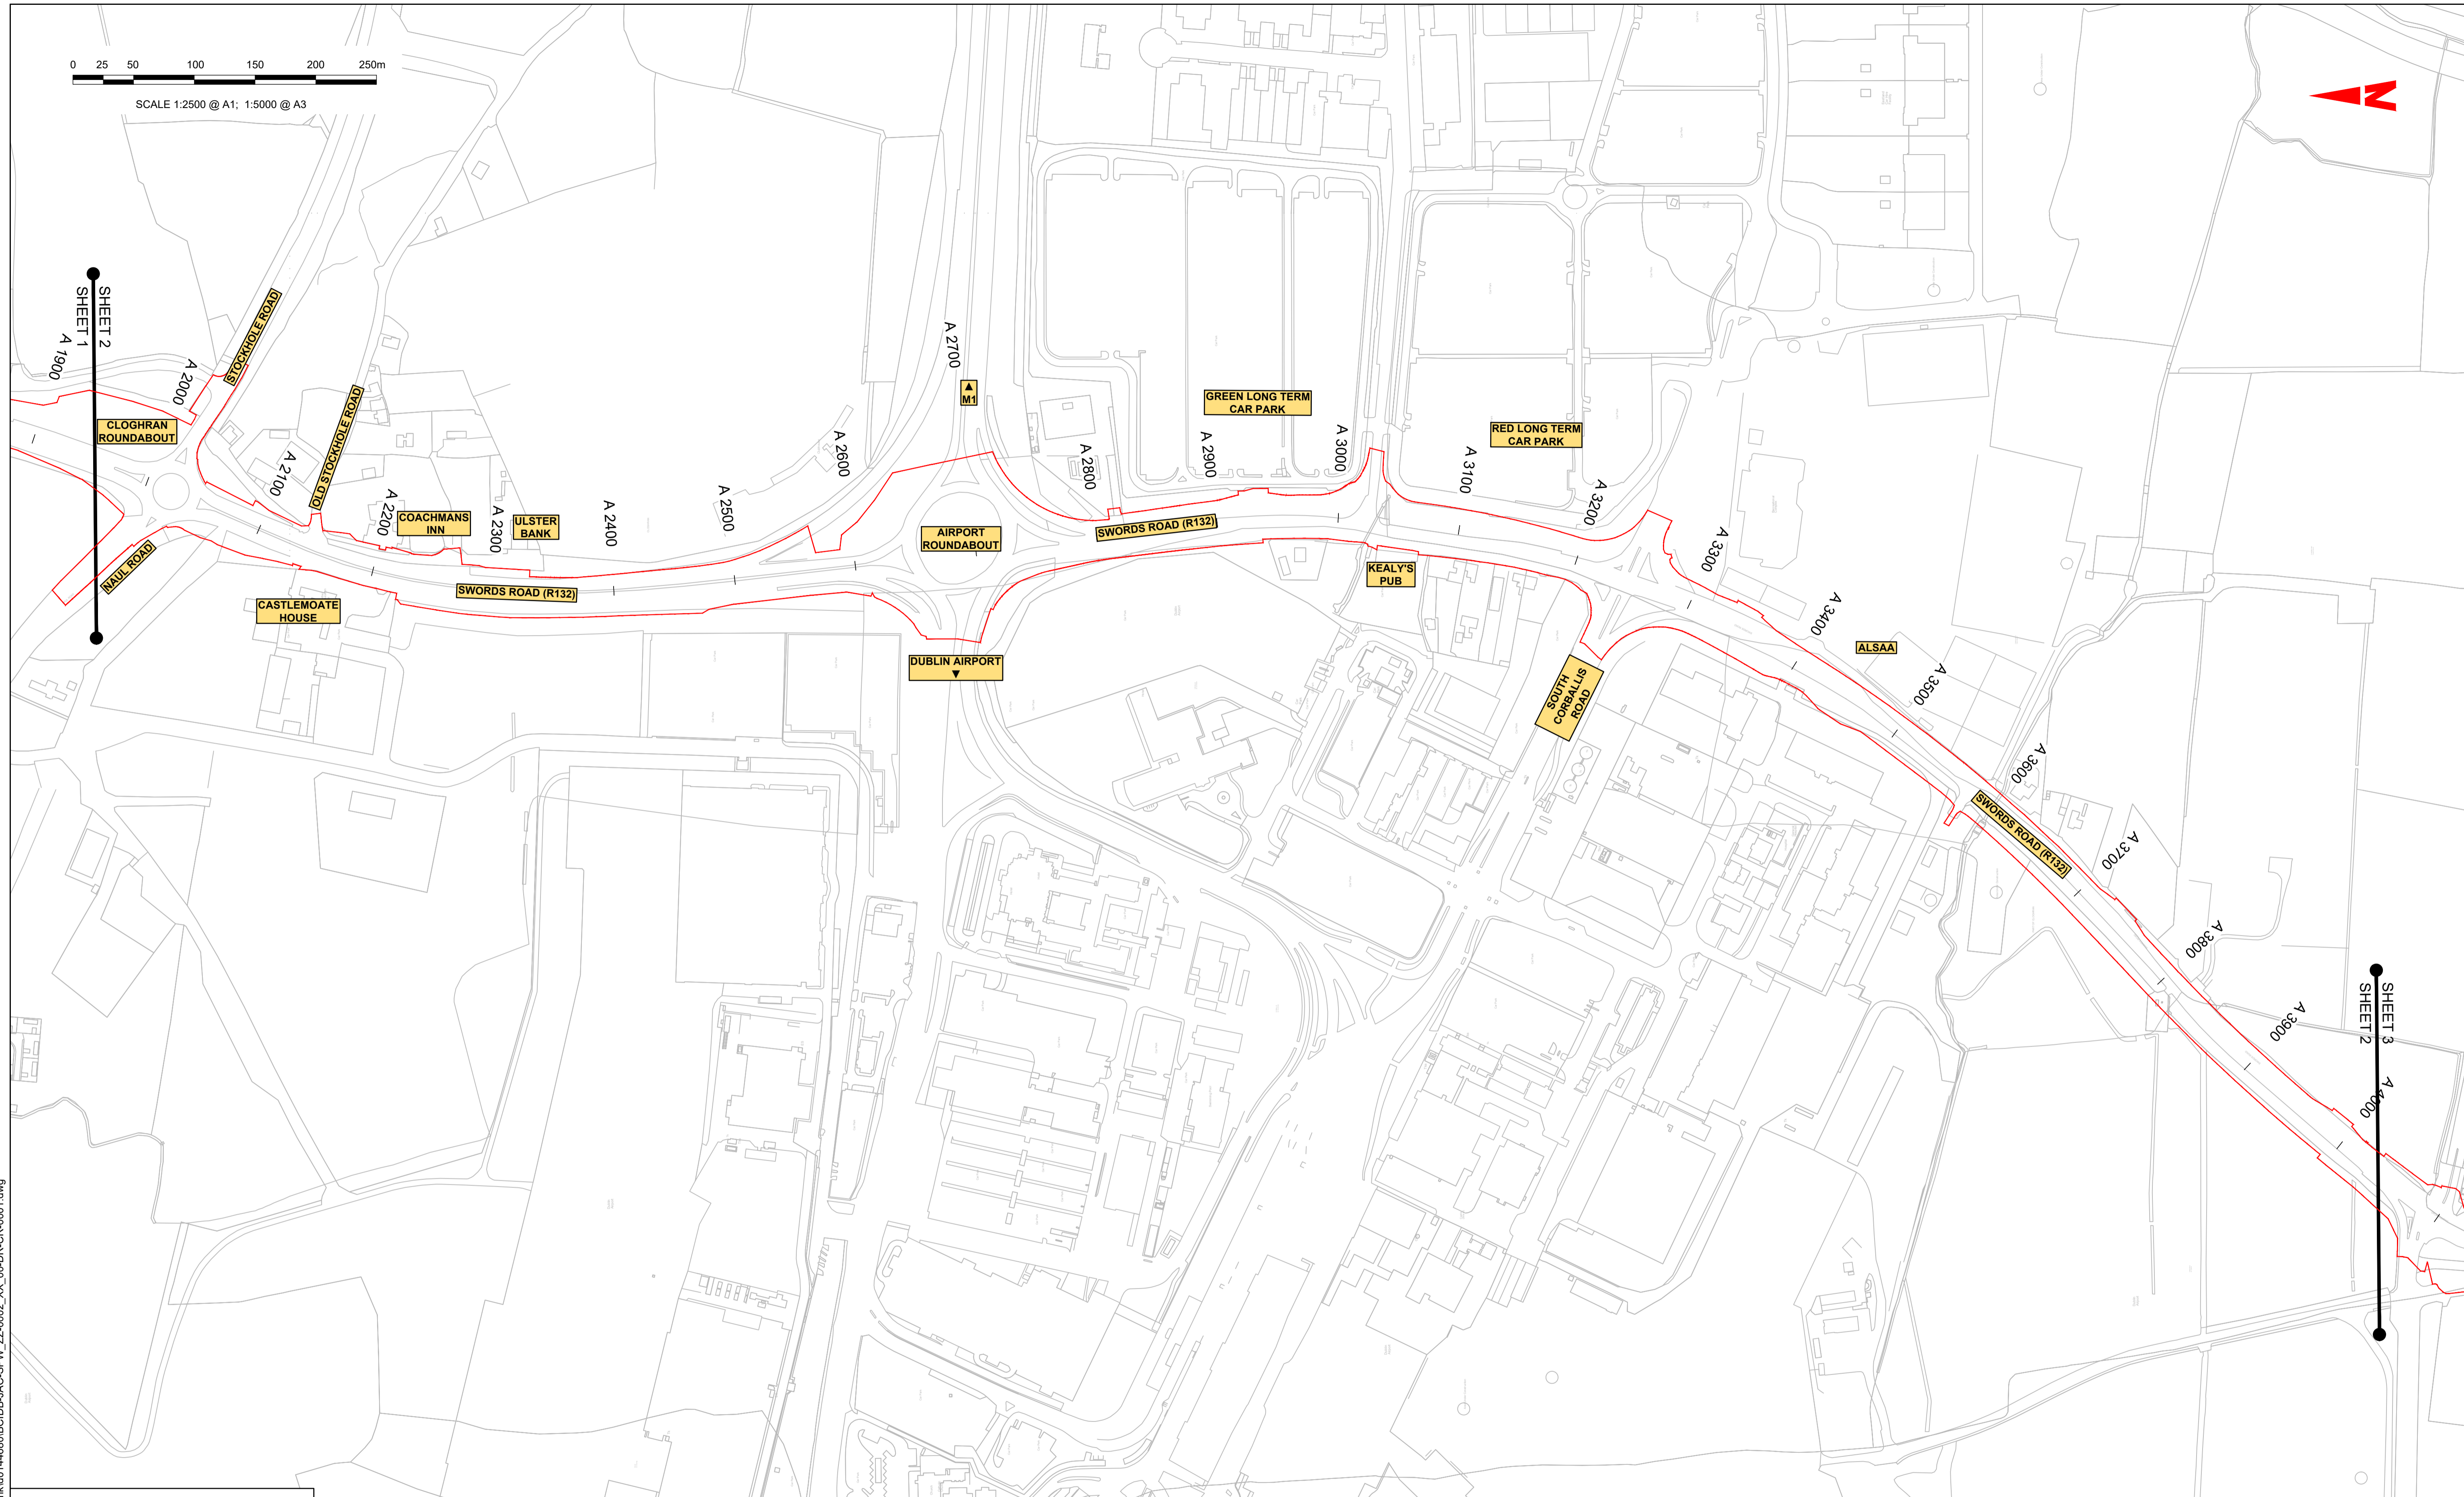 0 25 50 100 150 200 250m
SCALE 1:2500 @ A1; 1:5000 @ A3
N
SHEET 2
SHEET 1
A 1900
A 2000
STOCKHOLE ROAD
CLOGHRAN
ROUNDABOUT
OLD STOCKHOLE ROAD
A 2100
A 2200
COACHMANS
INN
A 2300
ULSTER
BANK
A 2400
A 2500
A 2600
A 2700
▲
M1
AIRPORT
ROUNDABOUT
A 2800
SWORDS ROAD (R132)
GREEN LONG TERM
CAR PARK
A 2900
A 3000
RED LONG TERM
CAR PARK
A 3100
A 3200
A 3300
KEALY'S
PUB
NAUL ROAD
CASTLEMOATE
HOUSE
SWORDS ROAD (R132)
DUBLIN AIRPORT
▼
SOUTH
CORBALLIS
ROAD
A 3400
ALSAA
A 3500
A 3600
SWORDS ROAD (R132)
A 3700
A 3800
A 3900
SHEET 3
SHEET 2
A 4000